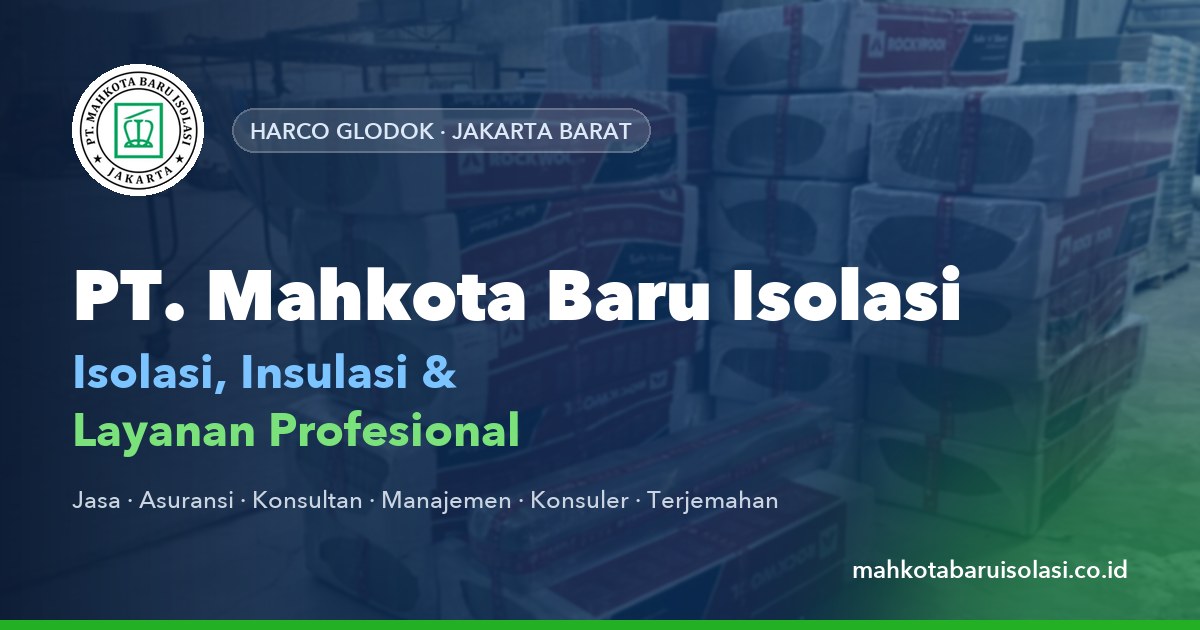 PT. MAHKOTA BARU ISOLASI
★ JAKARTA ★
HARCO GLODOK · JAKARTA BARAT
ROCKWOOL
PT. Mahkota Baru Isolasi
Isolasi, Insulasi &
Layanan Profesional
Jasa · Asuransi · Konsultan · Manajemen · Konsuler · Terjemahan
mahkotabaruisolasi.co.id